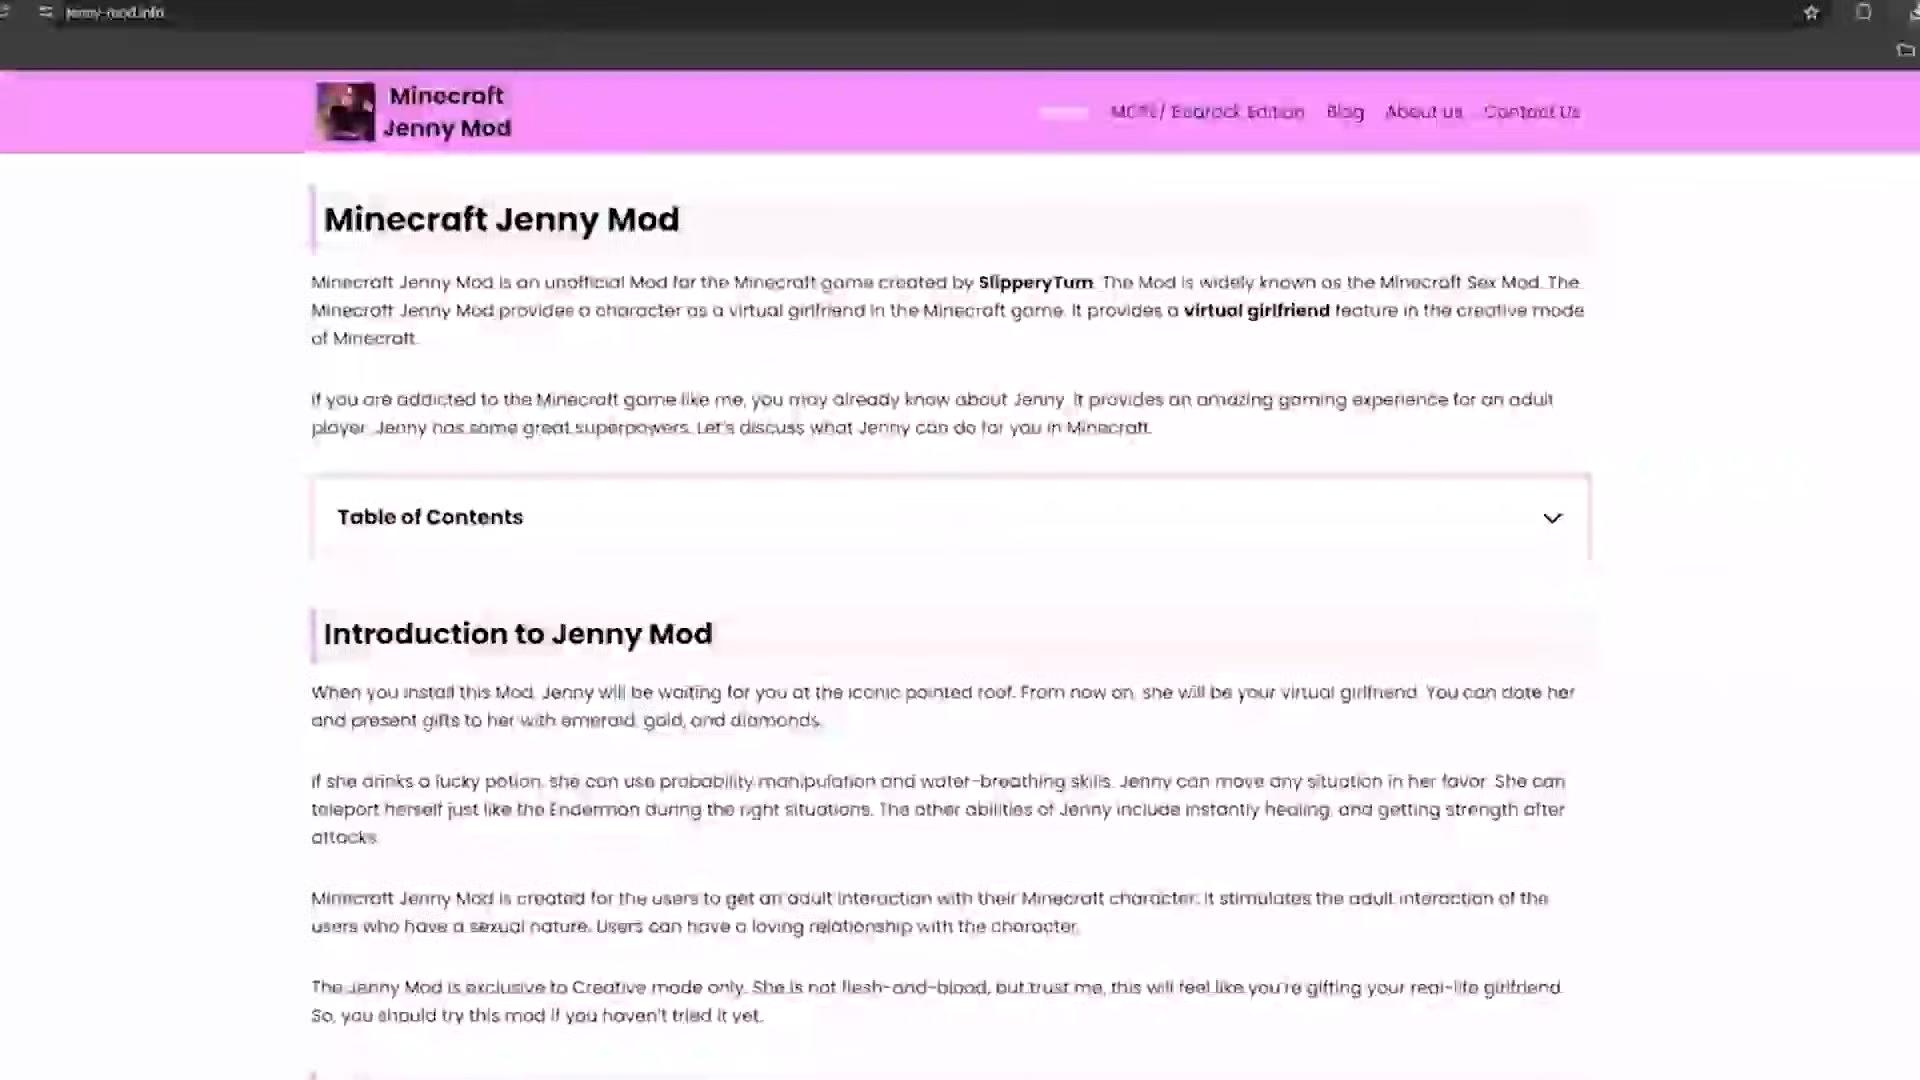 jenny-mod.info
Minecraft
Jenny Mod
MCPE/ Bedrock Edition Blog About us Contact Us
Minecraft Jenny Mod
Minecraft Jenny Mod is an unofficial Mod for the Minecraft game created by SlipperyTum. The Mod is widely known as the Minecraft Sex Mod. The
Minecraft Jenny Mod provides a character as a virtual girlfriend in the Minecraft game. It provides a virtual girlfriend feature in the creative mode
of Minecraft.
If you are addicted to the Minecraft game like me, you may already know about Jenny. It provides an amazing gaming experience for an adult
player. Jenny has some great superpowers. Let's discuss what Jenny can do for you in Minecraft.
Table of Contents
Introduction to Jenny Mod
When you install this Mod, Jenny will be waiting for you at the iconic pointed roof. From now on, she will be your virtual girlfriend. You can date her
and present gifts to her with emerald, gold, and diamonds.
If she drinks a lucky potion, she can use probability manipulation and water-breathing skills. Jenny can move any situation in her favor. She can
teleport herself just like the Enderman during the right situations. The other abilities of Jenny include instantly healing, and getting strength after
attacks.
Minecraft Jenny Mod is created for the users to get an adult interaction with their Minecraft character. It stimulates the adult interaction of the
users who have a sexual nature. Users can have a loving relationship with the character.
The Jenny Mod is exclusive to Creative mode only. She is not flesh-and-blood, but trust me, this will feel like you're gifting your real-life girlfriend.
So, you should try this mod if you haven't tried it yet.